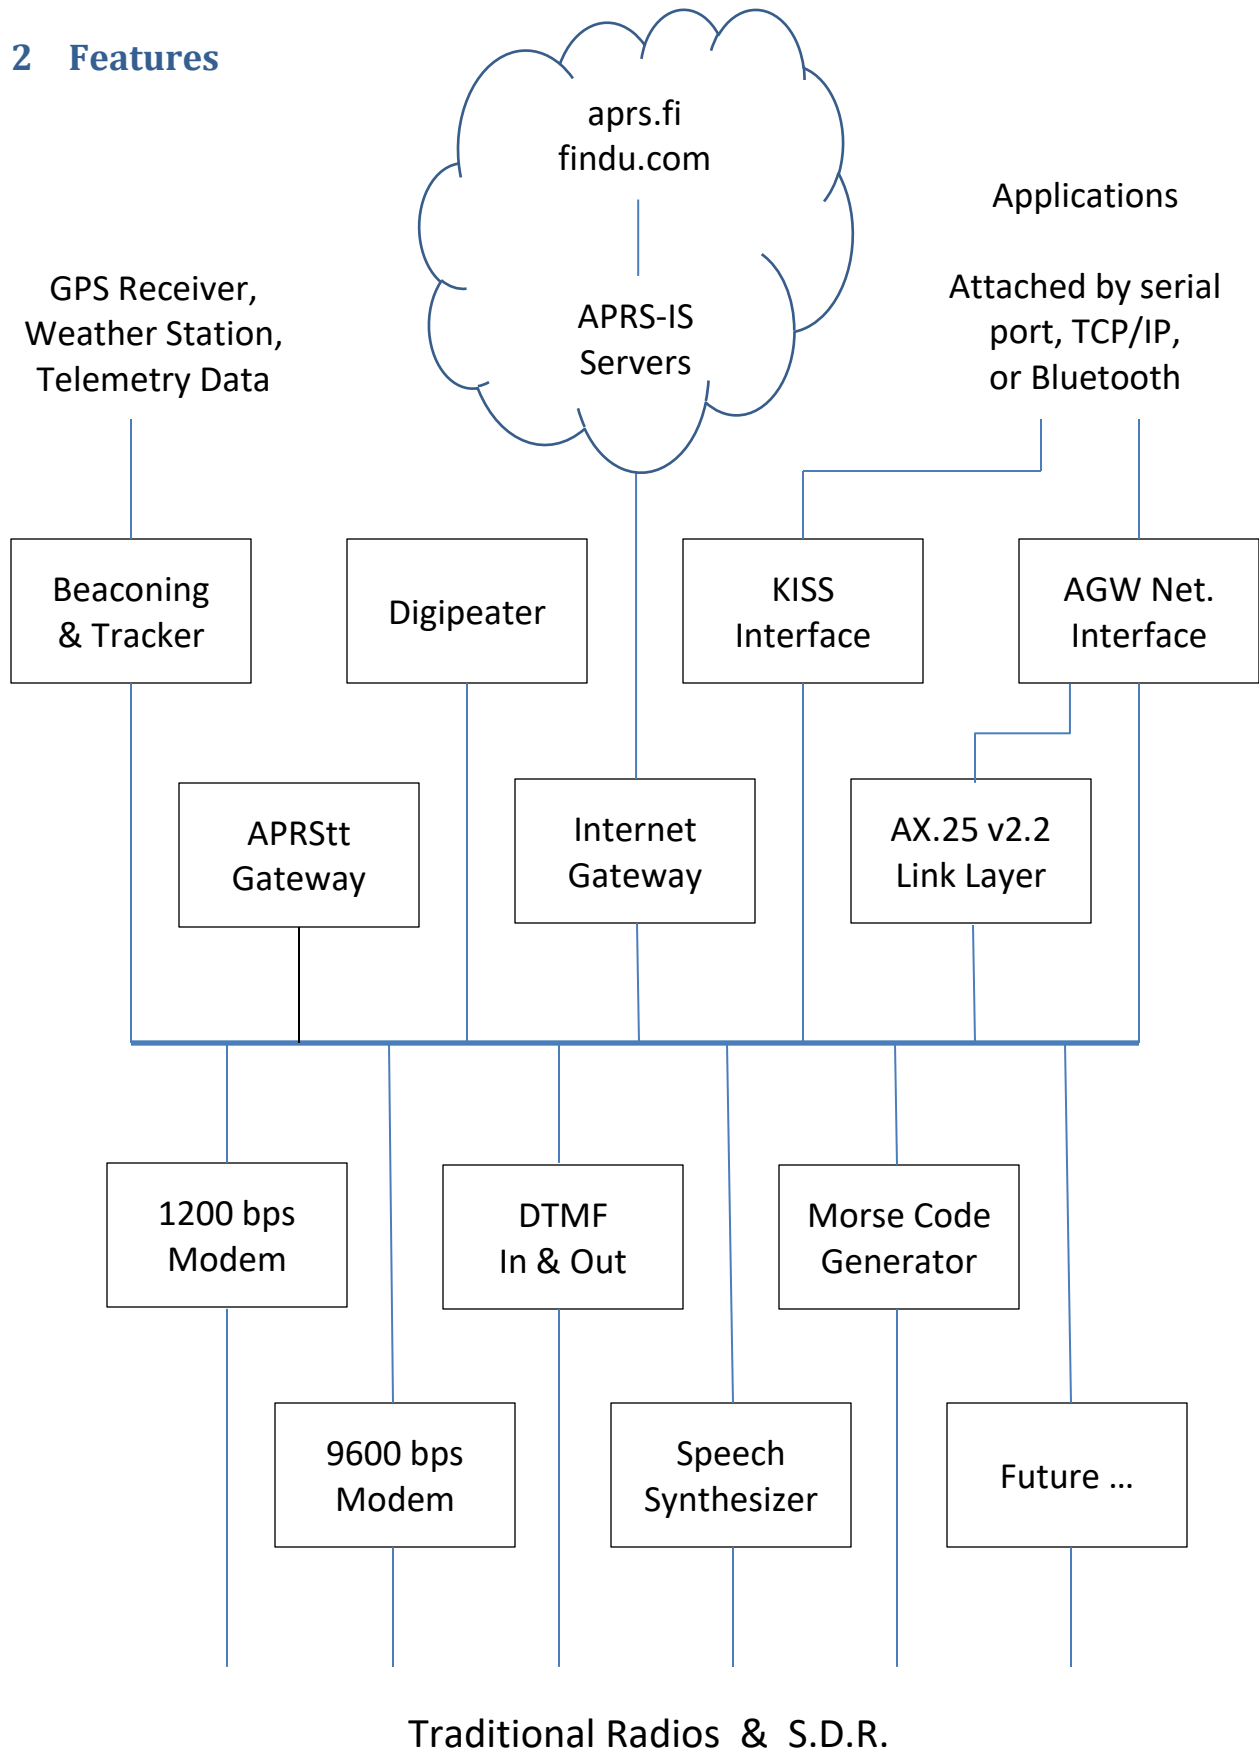 2 Features
aprs.fi
findu.com
APRS-IS
Servers
Applications
Attached by serial
port, TCP/IP,
or Bluetooth
GPS Receiver,
Weather Station,
Telemetry Data
Beaconing
& Tracker
Digipeater
KISS
Interface
AGW Net.
Interface
APRStt
Gateway
Internet
Gateway
AX.25 v2.2
Link Layer
1200 bps
Modem
DTMF
In & Out
Morse Code
Generator
9600 bps
Modem
Speech
Synthesizer
Future …
Traditional Radios & S.D.R.